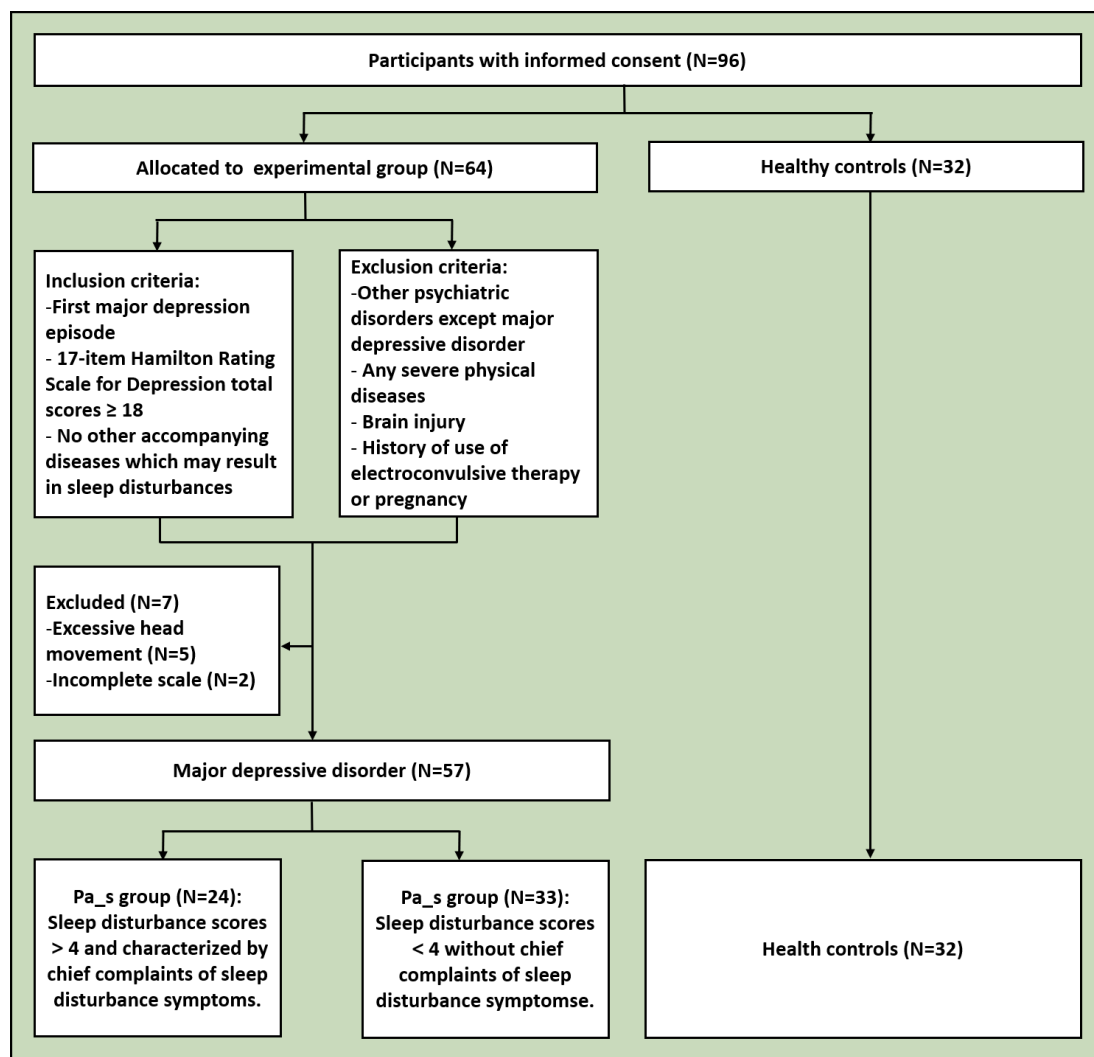 Participants with informed consent (N=96)
Allocated to experimental group (N=64)
Healthy controls (N=32)
Inclusion criteria:
-First major depression
episode
- 17-item Hamilton Rating
Scale for Depression total
scores ≥ 18
- No other accompanying
diseases which may result
in sleep disturbances
Exclusion criteria:
-Other psychiatric
disorders except major
depressive disorder
- Any severe physical
diseases
- Brain injury
- History of use of
electroconvulsive therapy
or pregnancy
Excluded (N=7)
-Excessive head
movement (N=5)
-Incomplete scale (N=2)
Major depressive disorder (N=57)
Pa_s group (N=24):
Sleep disturbance scores
> 4 and characterized by
chief complaints of sleep
disturbance symptoms.
Pa_s group (N=33):
Sleep disturbance scores
< 4 without chief
complaints of sleep
disturbance symptomse.
Health controls (N=32)